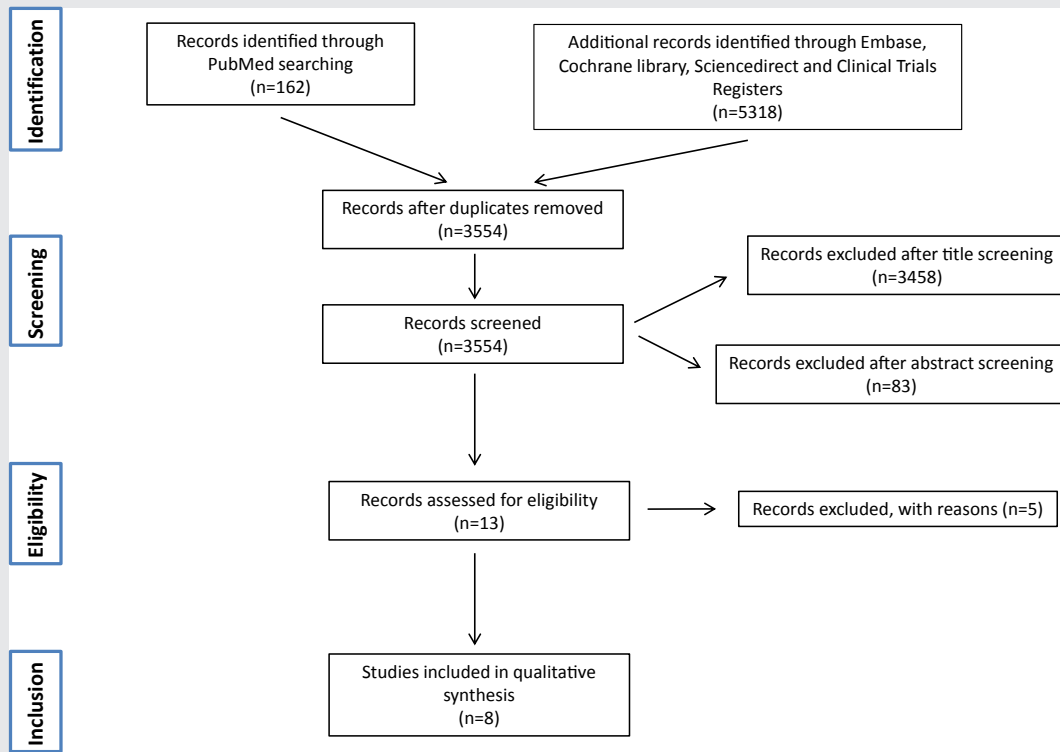 Identification
Records identified through
PubMed searching
(n=162)
Additional records identified through Embase,
Cochrane library, Sciencedirect and Clinical Trials
Registers
(n=5318)
Records after duplicates removed
(n=3554)
Screening
Records excluded after title screening
(n=3458)
Records screened
(n=3554)
Records excluded after abstract screening
(n=83)
Eligibility
Records assessed for eligibility
(n=13)
Records excluded, with reasons (n=5)
Inclusion
Studies included in qualitative
synthesis
(n=8)